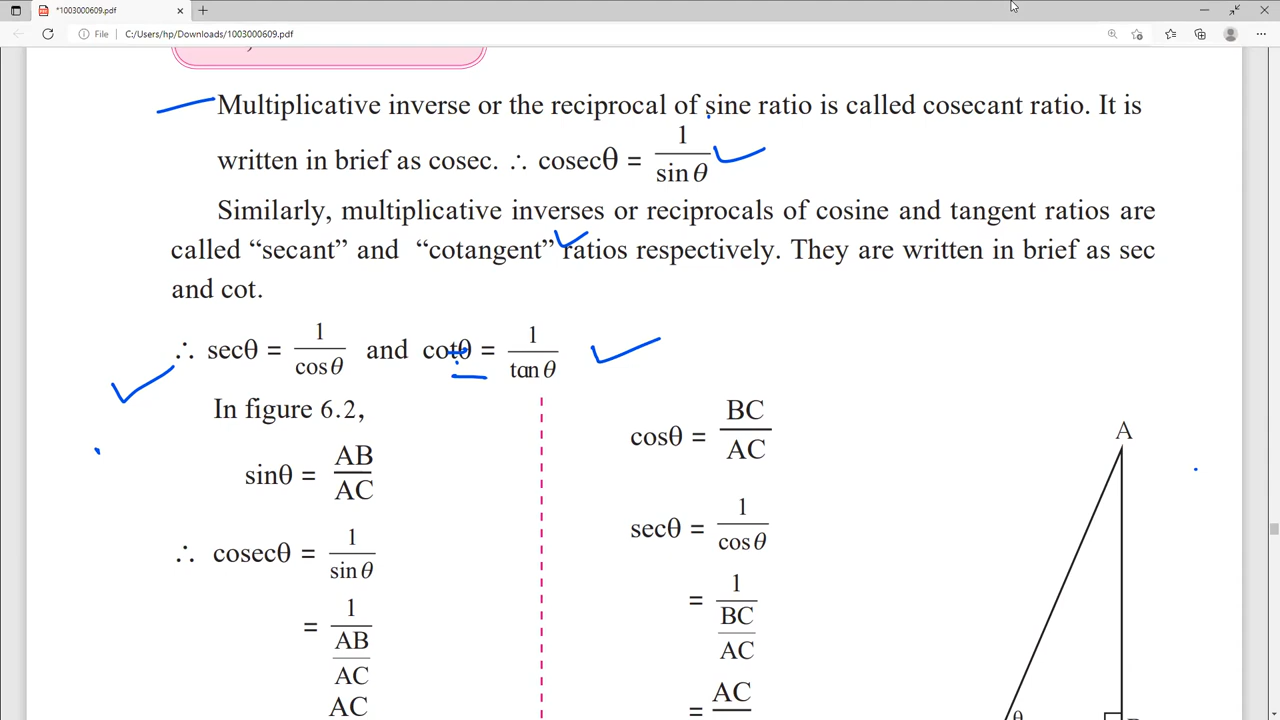 *1003000609.pdf
File C:/Users/hp/Downloads/1003000609.pdf
Multiplicative inverse or the reciprocal of sine ratio is called cosecant ratio. It is
written in brief as cosec. ∴ cosecθ = 1/sin θ
Similarly, multiplicative inverses or reciprocals of cosine and tangent ratios are
called “secant” and “cotangent” ratios respectively. They are written in brief as sec
and cot.
∴ secθ = 1/cos θ and cotθ = 1/tan θ
In figure 6.2,
sinθ = AB/AC
∴ cosecθ = 1/sin θ
= 1/(AB/AC)
AC
cosθ = BC/AC
secθ = 1/cos θ
= 1/(BC/AC)
= AC
A
θ